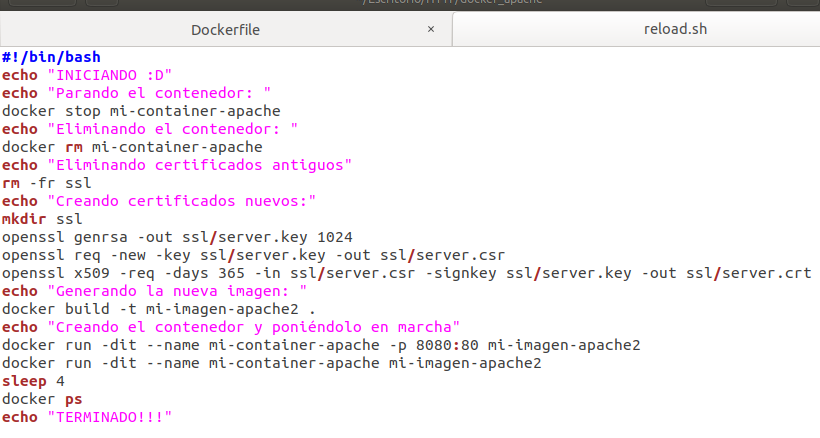 Dockerfile × reload.sh
#!/bin/bash
echo "INICIANDO :D"
echo "Parando el contenedor: "
docker stop mi-container-apache
echo "Eliminando el contenedor: "
docker rm mi-container-apache
echo "Eliminando certificados antiguos"
rm -fr ssl
echo "Creando certificados nuevos:"
mkdir ssl
openssl genrsa -out ssl/server.key 1024
openssl req -new -key ssl/server.key -out ssl/server.csr
openssl x509 -req -days 365 -in ssl/server.csr -signkey ssl/server.key -out ssl/server.crt
echo "Generando la nueva imagen: "
docker build -t mi-imagen-apache2 .
echo "Creando el contenedor y poniéndolo en marcha"
docker run -dit --name mi-container-apache -p 8080:80 mi-imagen-apache2
docker run -dit --name mi-container-apache mi-imagen-apache2
sleep 4
docker ps
echo "TERMINADO!!!"